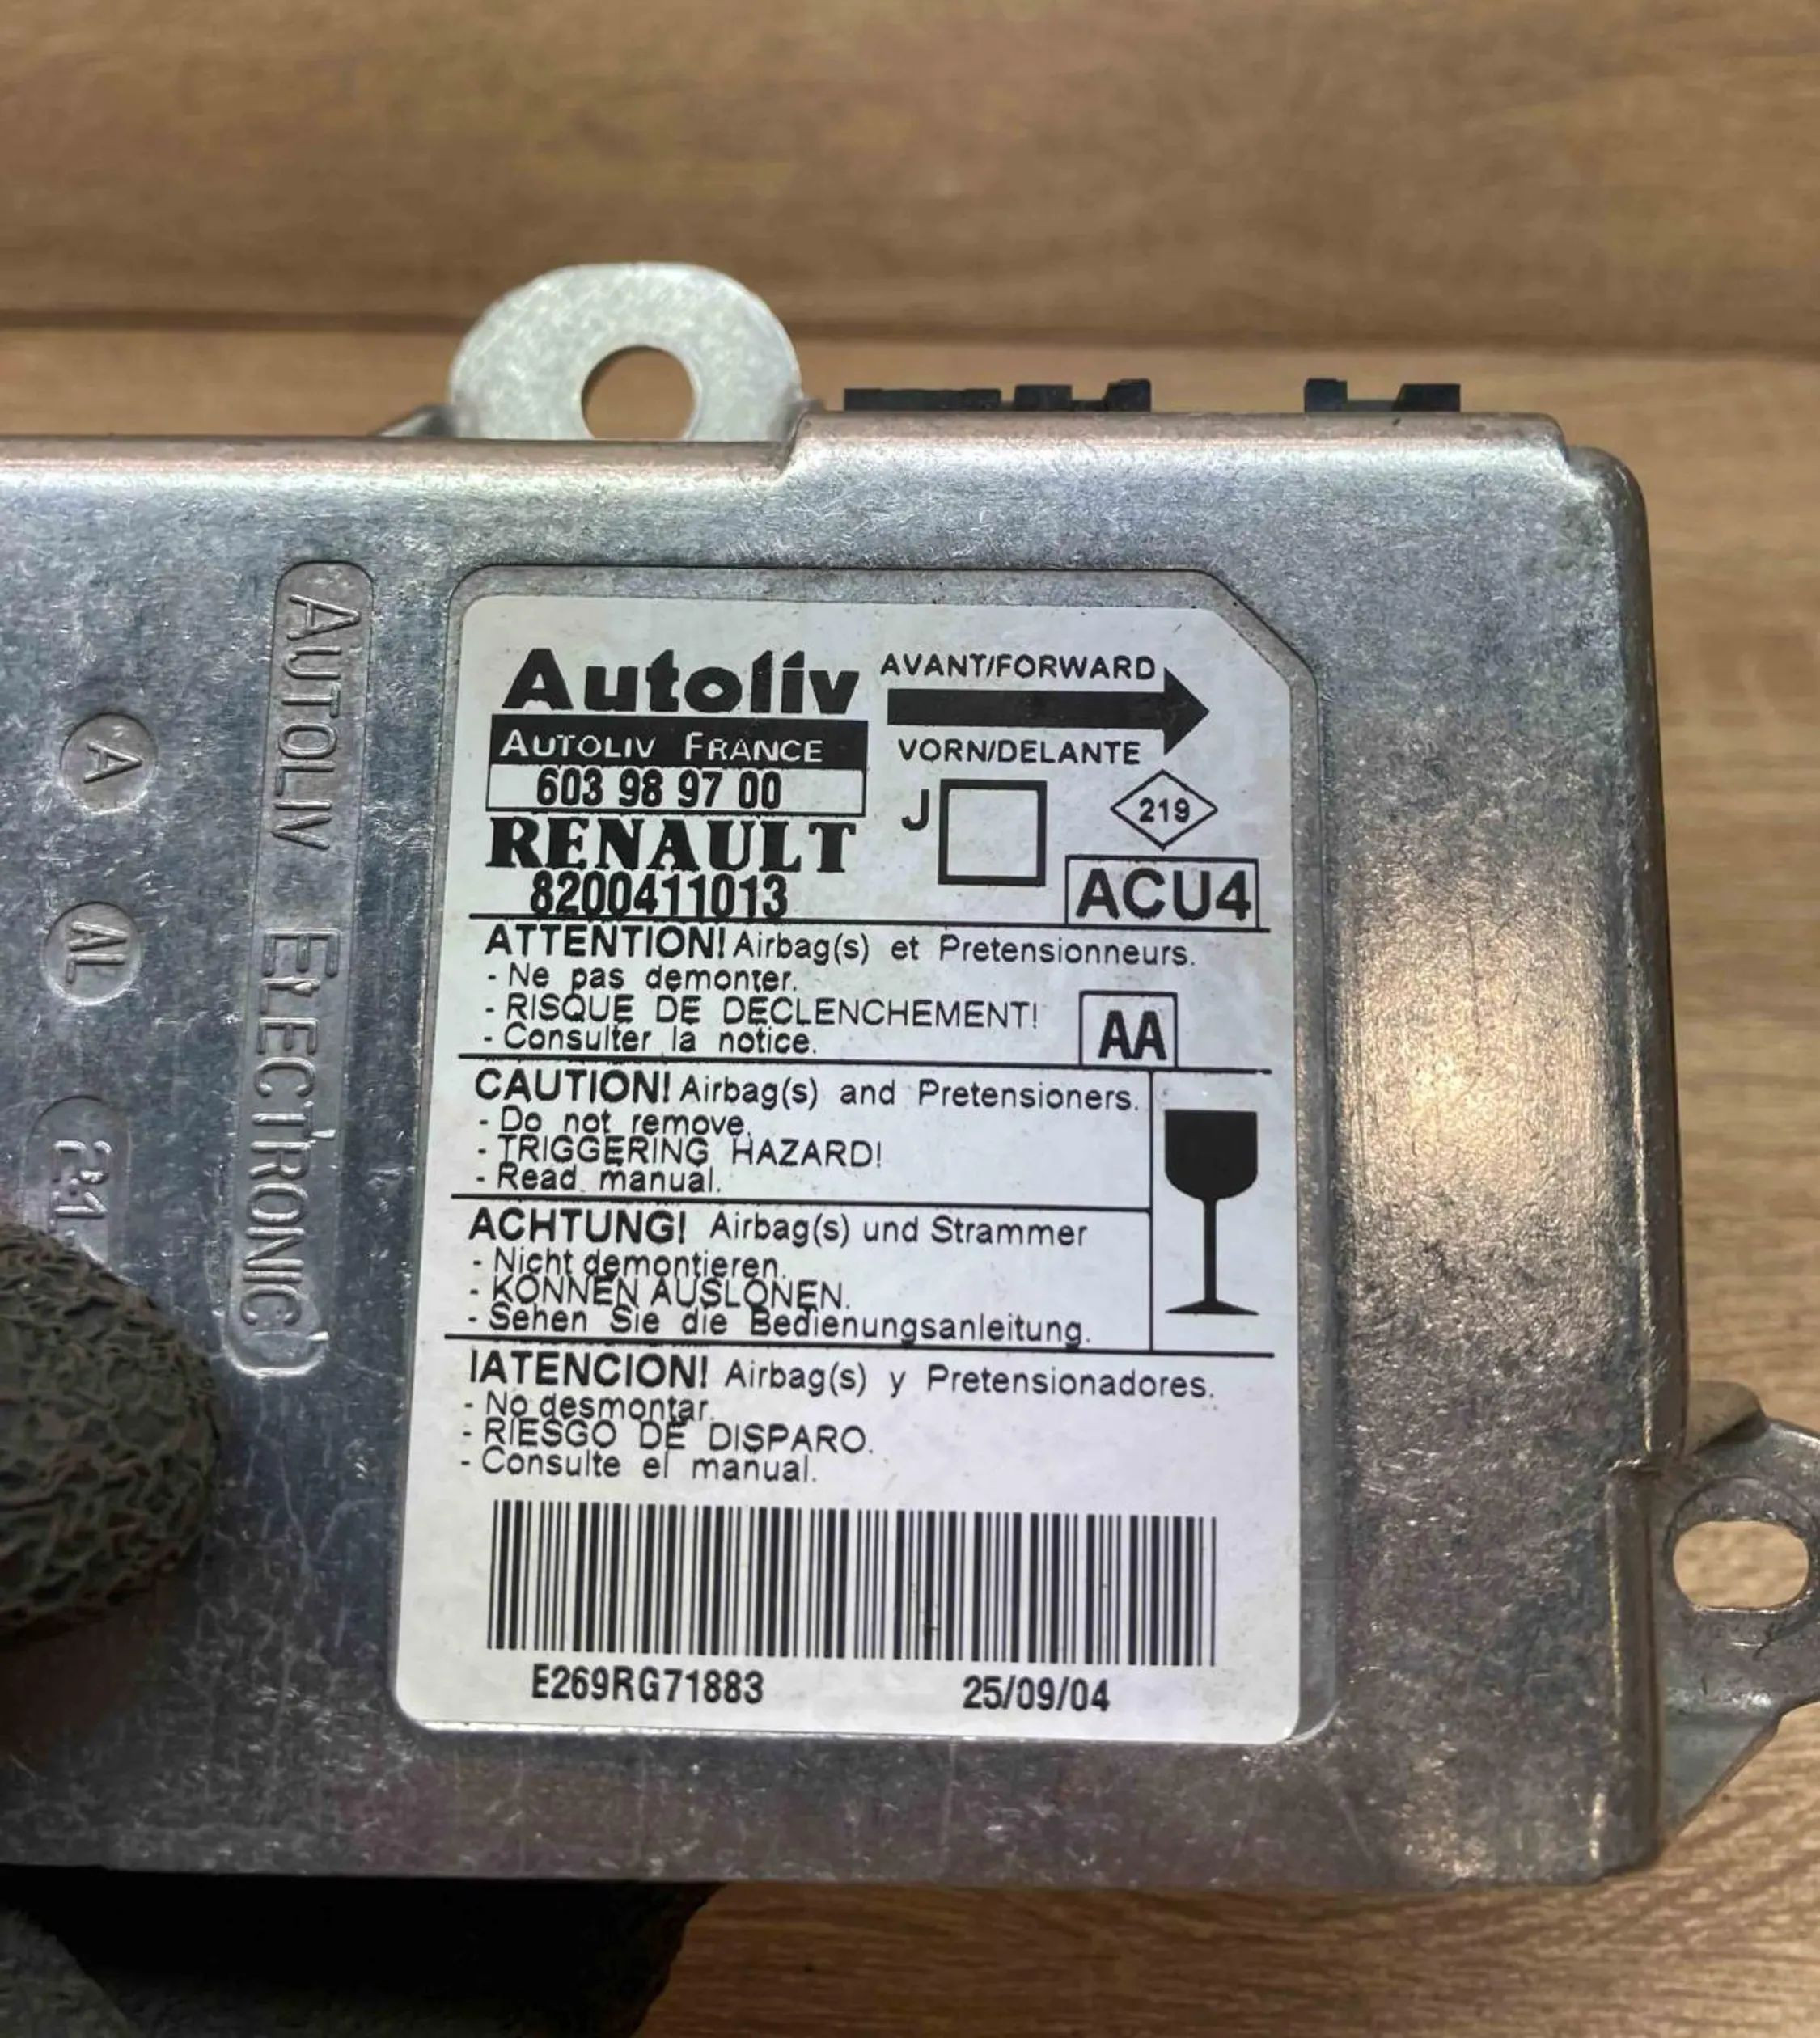 Autoliv
AVANT/FORWARD
AUTOLIV FRANCE
VORN/DELANTE
603 98 97 00
J
219
RENAULT
8200411013
ACU4
ATTENTION! Airbag(s) et Pretensionneurs.
- Ne pas demonter.
- RISQUE DE DECLENCHEMENT!
- Consulter la notice.
AA
CAUTION! Airbag(s) and Pretensioners.
- Do not remove.
- TRIGGERING HAZARD!
- Read manual.
ACHTUNG! Airbag(s) und Strammer
- Nicht demontieren.
- KONNEN AUSLONEN.
- Sehen Sie die Bedienungsanleitung.
IATENCION! Airbag(s) y Pretensionadores.
- No desmontar.
- RIESGO DE DISPARO.
- Consulte el manual.
E269RG71883 25/09/04
AUTOLIV ELECTRONIC
A
AL